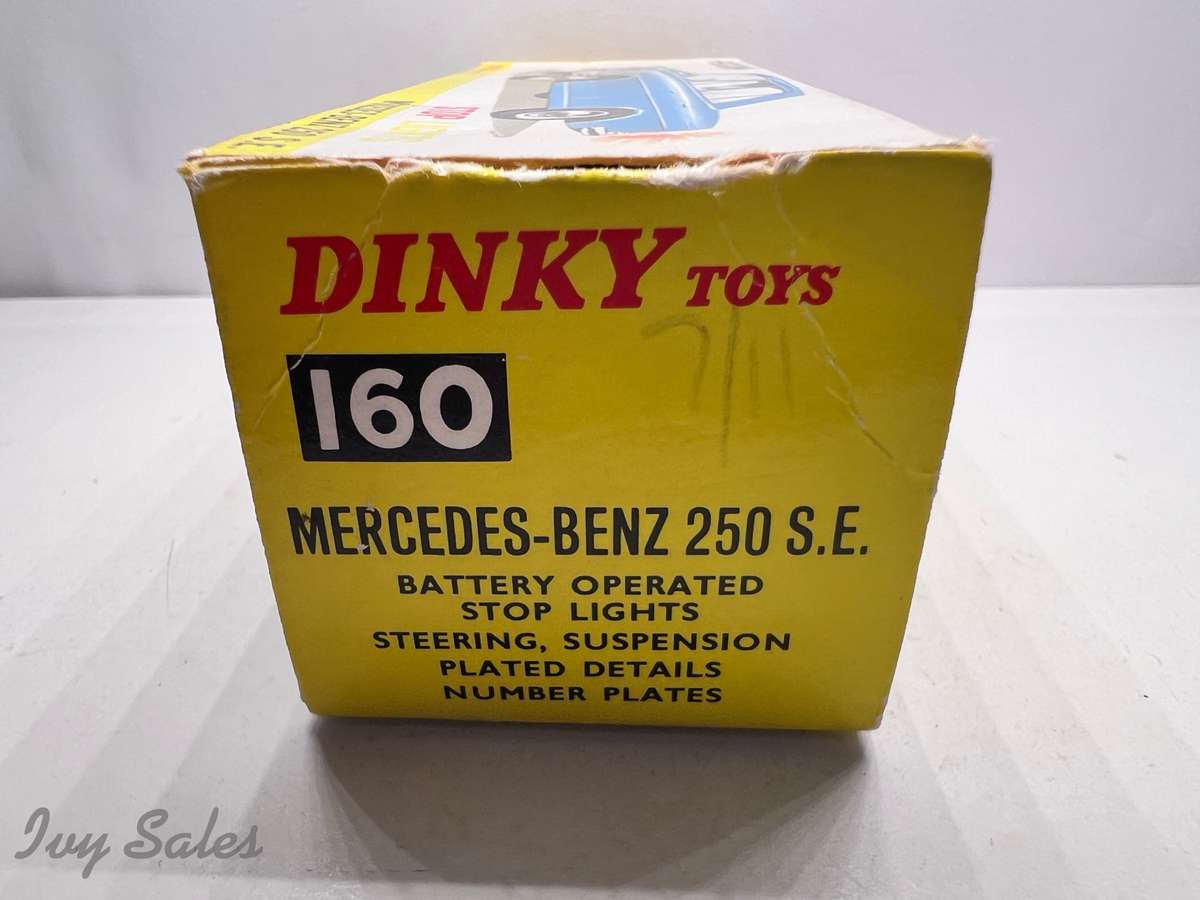 DINKY TOYS
160
MERCEDES-BENZ 250 S.E.
BATTERY OPERATED
STOP LIGHTS
STEERING, SUSPENSION
PLATED DETAILS
NUMBER PLATES
Ivy Sales